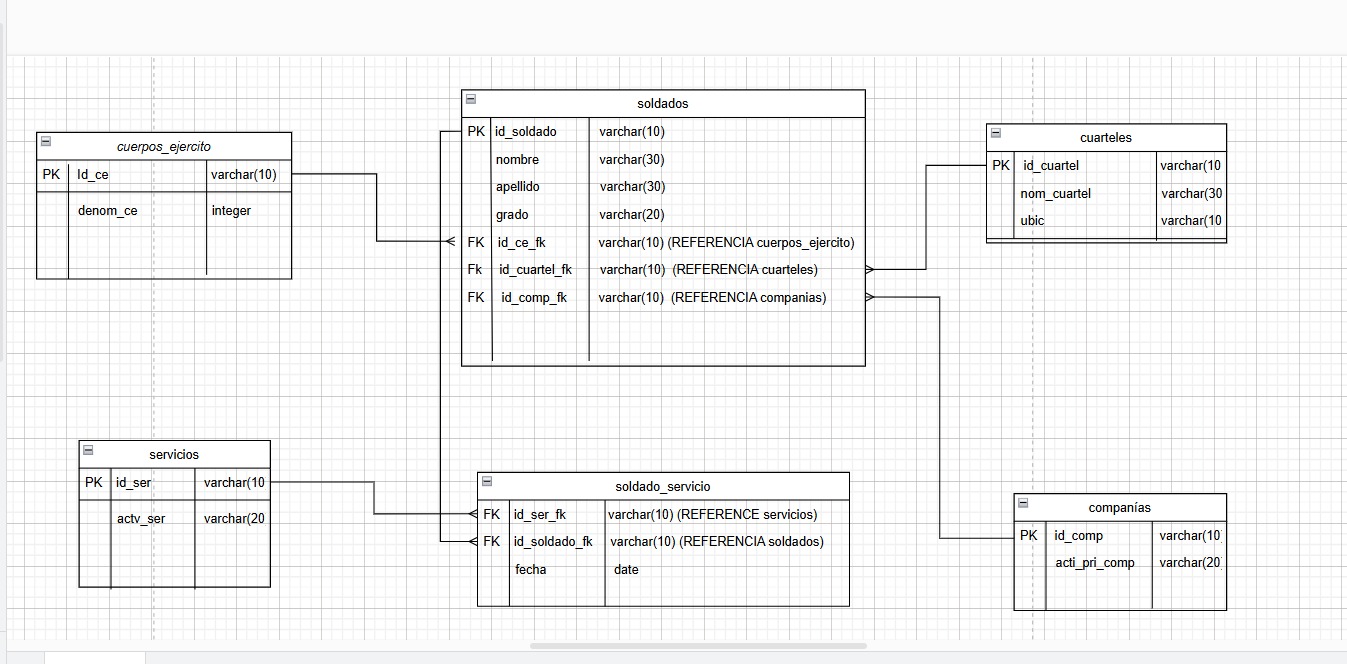 soldados
PK id_soldado varchar(10)
nombre varchar(30)
apellido varchar(30)
grado varchar(20)
FK id_ce_fk varchar(10) (REFERENCIA cuerpos_ejercito)
Fk id_cuartel_fk varchar(10) (REFERENCIA cuarteles)
FK id_comp_fk varchar(10) (REFERENCIA companias)
cuerpos_ejercito
PK Id_ce varchar(10)
denom_ce integer
cuarteles
PK id_cuartel varchar(10
nom_cuartel varchar(30
ubic varchar(10
servicios
PK id_ser varchar(10
actv_ser varchar(20
soldado_servicio
FK id_ser_fk varchar(10) (REFERENCE servicios)
FK id_soldado_fk varchar(10) (REFERENCIA soldados)
fecha date
companías
PK id_comp varchar(10)
acti_pri_comp varchar(20)